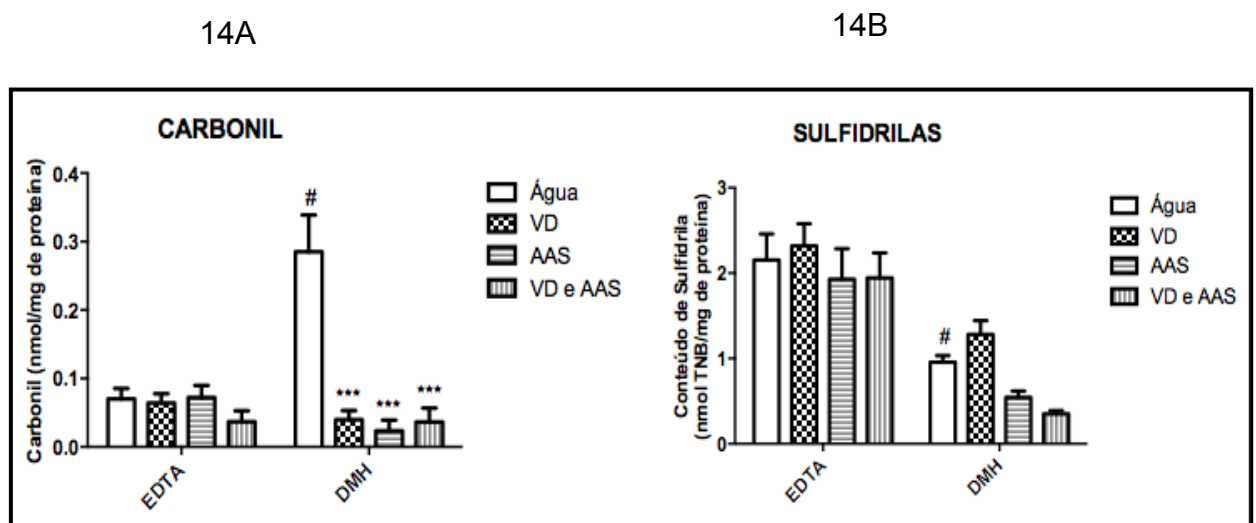 14A
14B
CARBONIL
Carbonil (nmol/mg de proteína)
0.4
0.3
0.2
0.1
0.0
#
***
***
***
EDTA
DMH
Água
VD
AAS
VD e AAS
SULFIDRILAS
Conteúdo de Sulfidrila
(nmol TNB/mg de proteína)
3
2
1
0
#
EDTA
DMH
Água
VD
AAS
VD e AAS